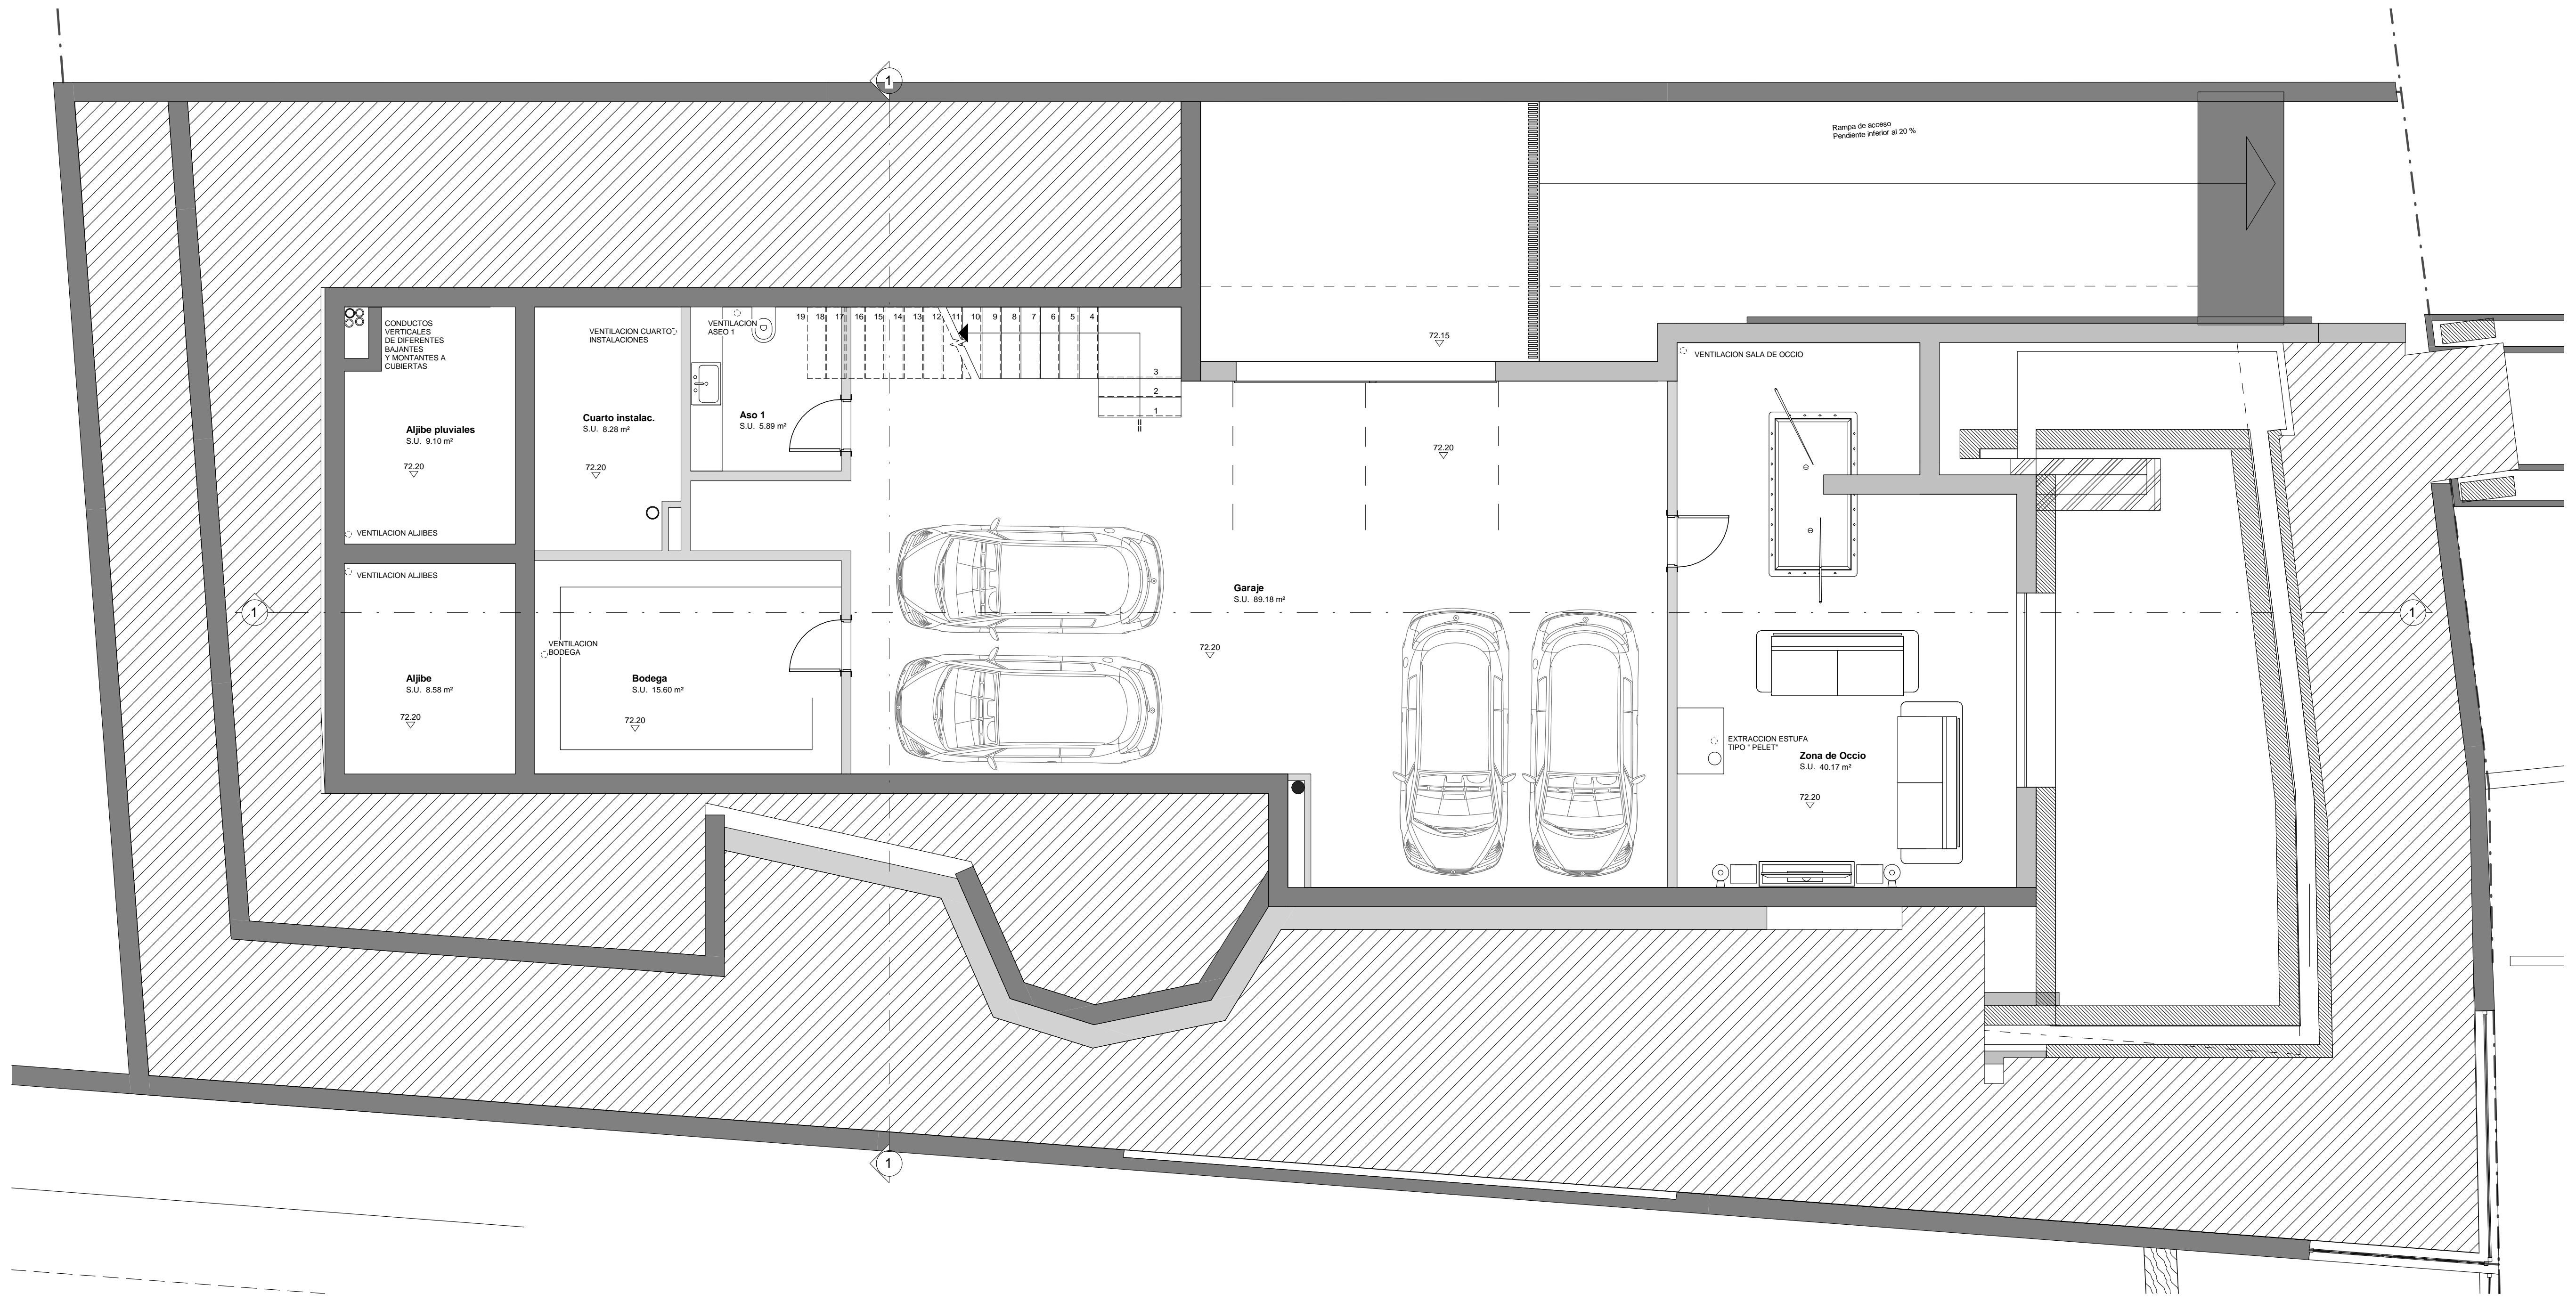 1
Rampa de acceso
Pendiente inferior al 20 %
CONDUCTOS
VERTICALES
DE DIFERENTES
BAJANTES
Y MONTANTES A
CUBIERTAS
VENTILACION CUARTO
INSTALACIONES
VENTILACION
ASEO 1
19 18 17 16 15 14 13 12 11 10 9 8 7 6 5 4
3
2
1
72.15
VENTILACION SALA DE OCCIO
Aljibe pluviales
S.U. 9.10 m²
72.20
Cuarto instalac.
S.U. 8.28 m²
72.20
Aso 1
S.U. 5.89 m²
72.20
VENTILACION ALJIBES
VENTILACION ALJIBES
Garaje
S.U. 89.18 m²
72.20
1
1
VENTILACION
BODEGA
Aljibe
S.U. 8.58 m²
72.20
Bodega
S.U. 15.60 m²
72.20
EXTRACCION ESTUFA
TIPO " PELET"
Zona de Occio
S.U. 40.17 m²
72.20
1